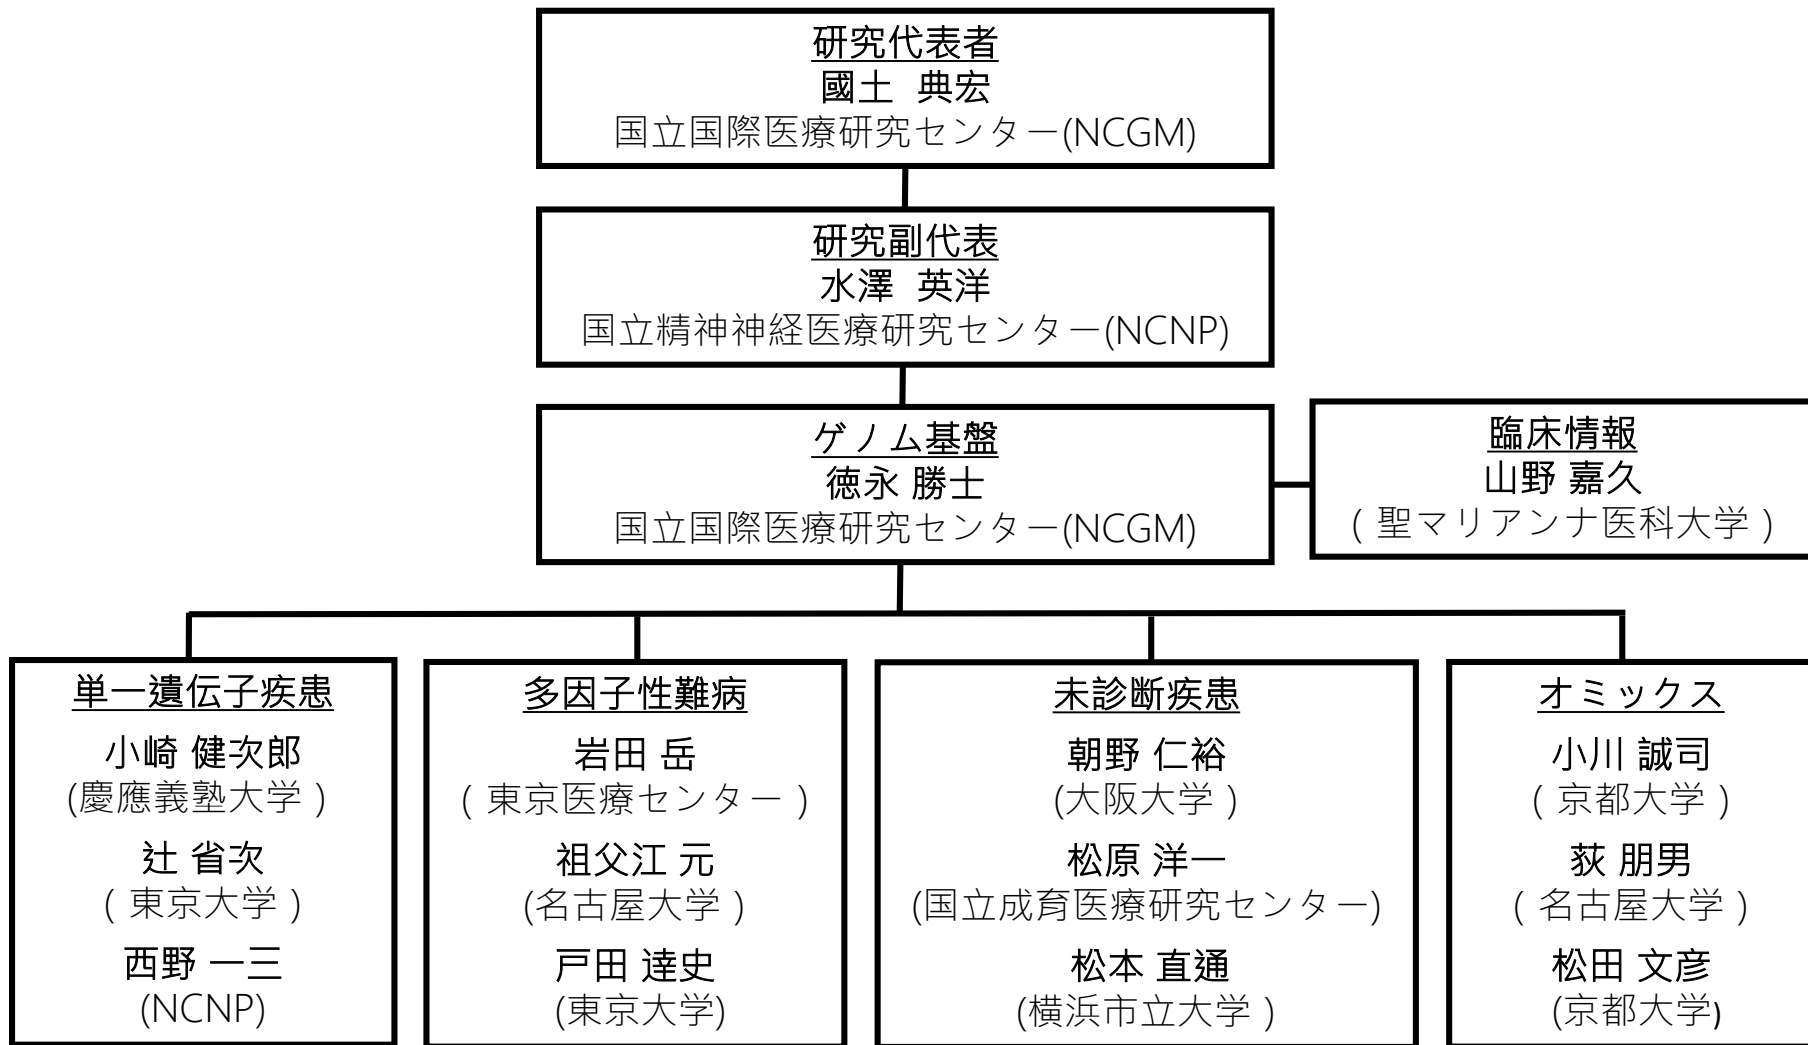 研究代表者
國土 典宏
国立国際医療研究センター(NCGM)
研究副代表
水澤 英洋
国立精神神経医療研究センター(NCNP)
ゲノム基盤
徳永 勝士
国立国際医療研究センター(NCGM)
臨床情報
山野 嘉久
( 聖マリアンナ医科大学 )
単一遺伝子疾患
小崎 健次郎
(慶應義塾大学 )
辻 省次
( 東京大学 )
西野 一三
(NCNP)
多因子性難病
岩田 岳
( 東京医療センター )
祖父江 元
(名古屋大学 )
戸田 達史
(東京大学)
未診断疾患
朝野 仁裕
(大阪大学 )
松原 洋一
(国立成育医療研究センター)
松本 直通
(横浜市立大学 )
オミックス
小川 誠司
( 京都大学 )
荻 朋男
( 名古屋大学 )
松田 文彦
(京都大学)